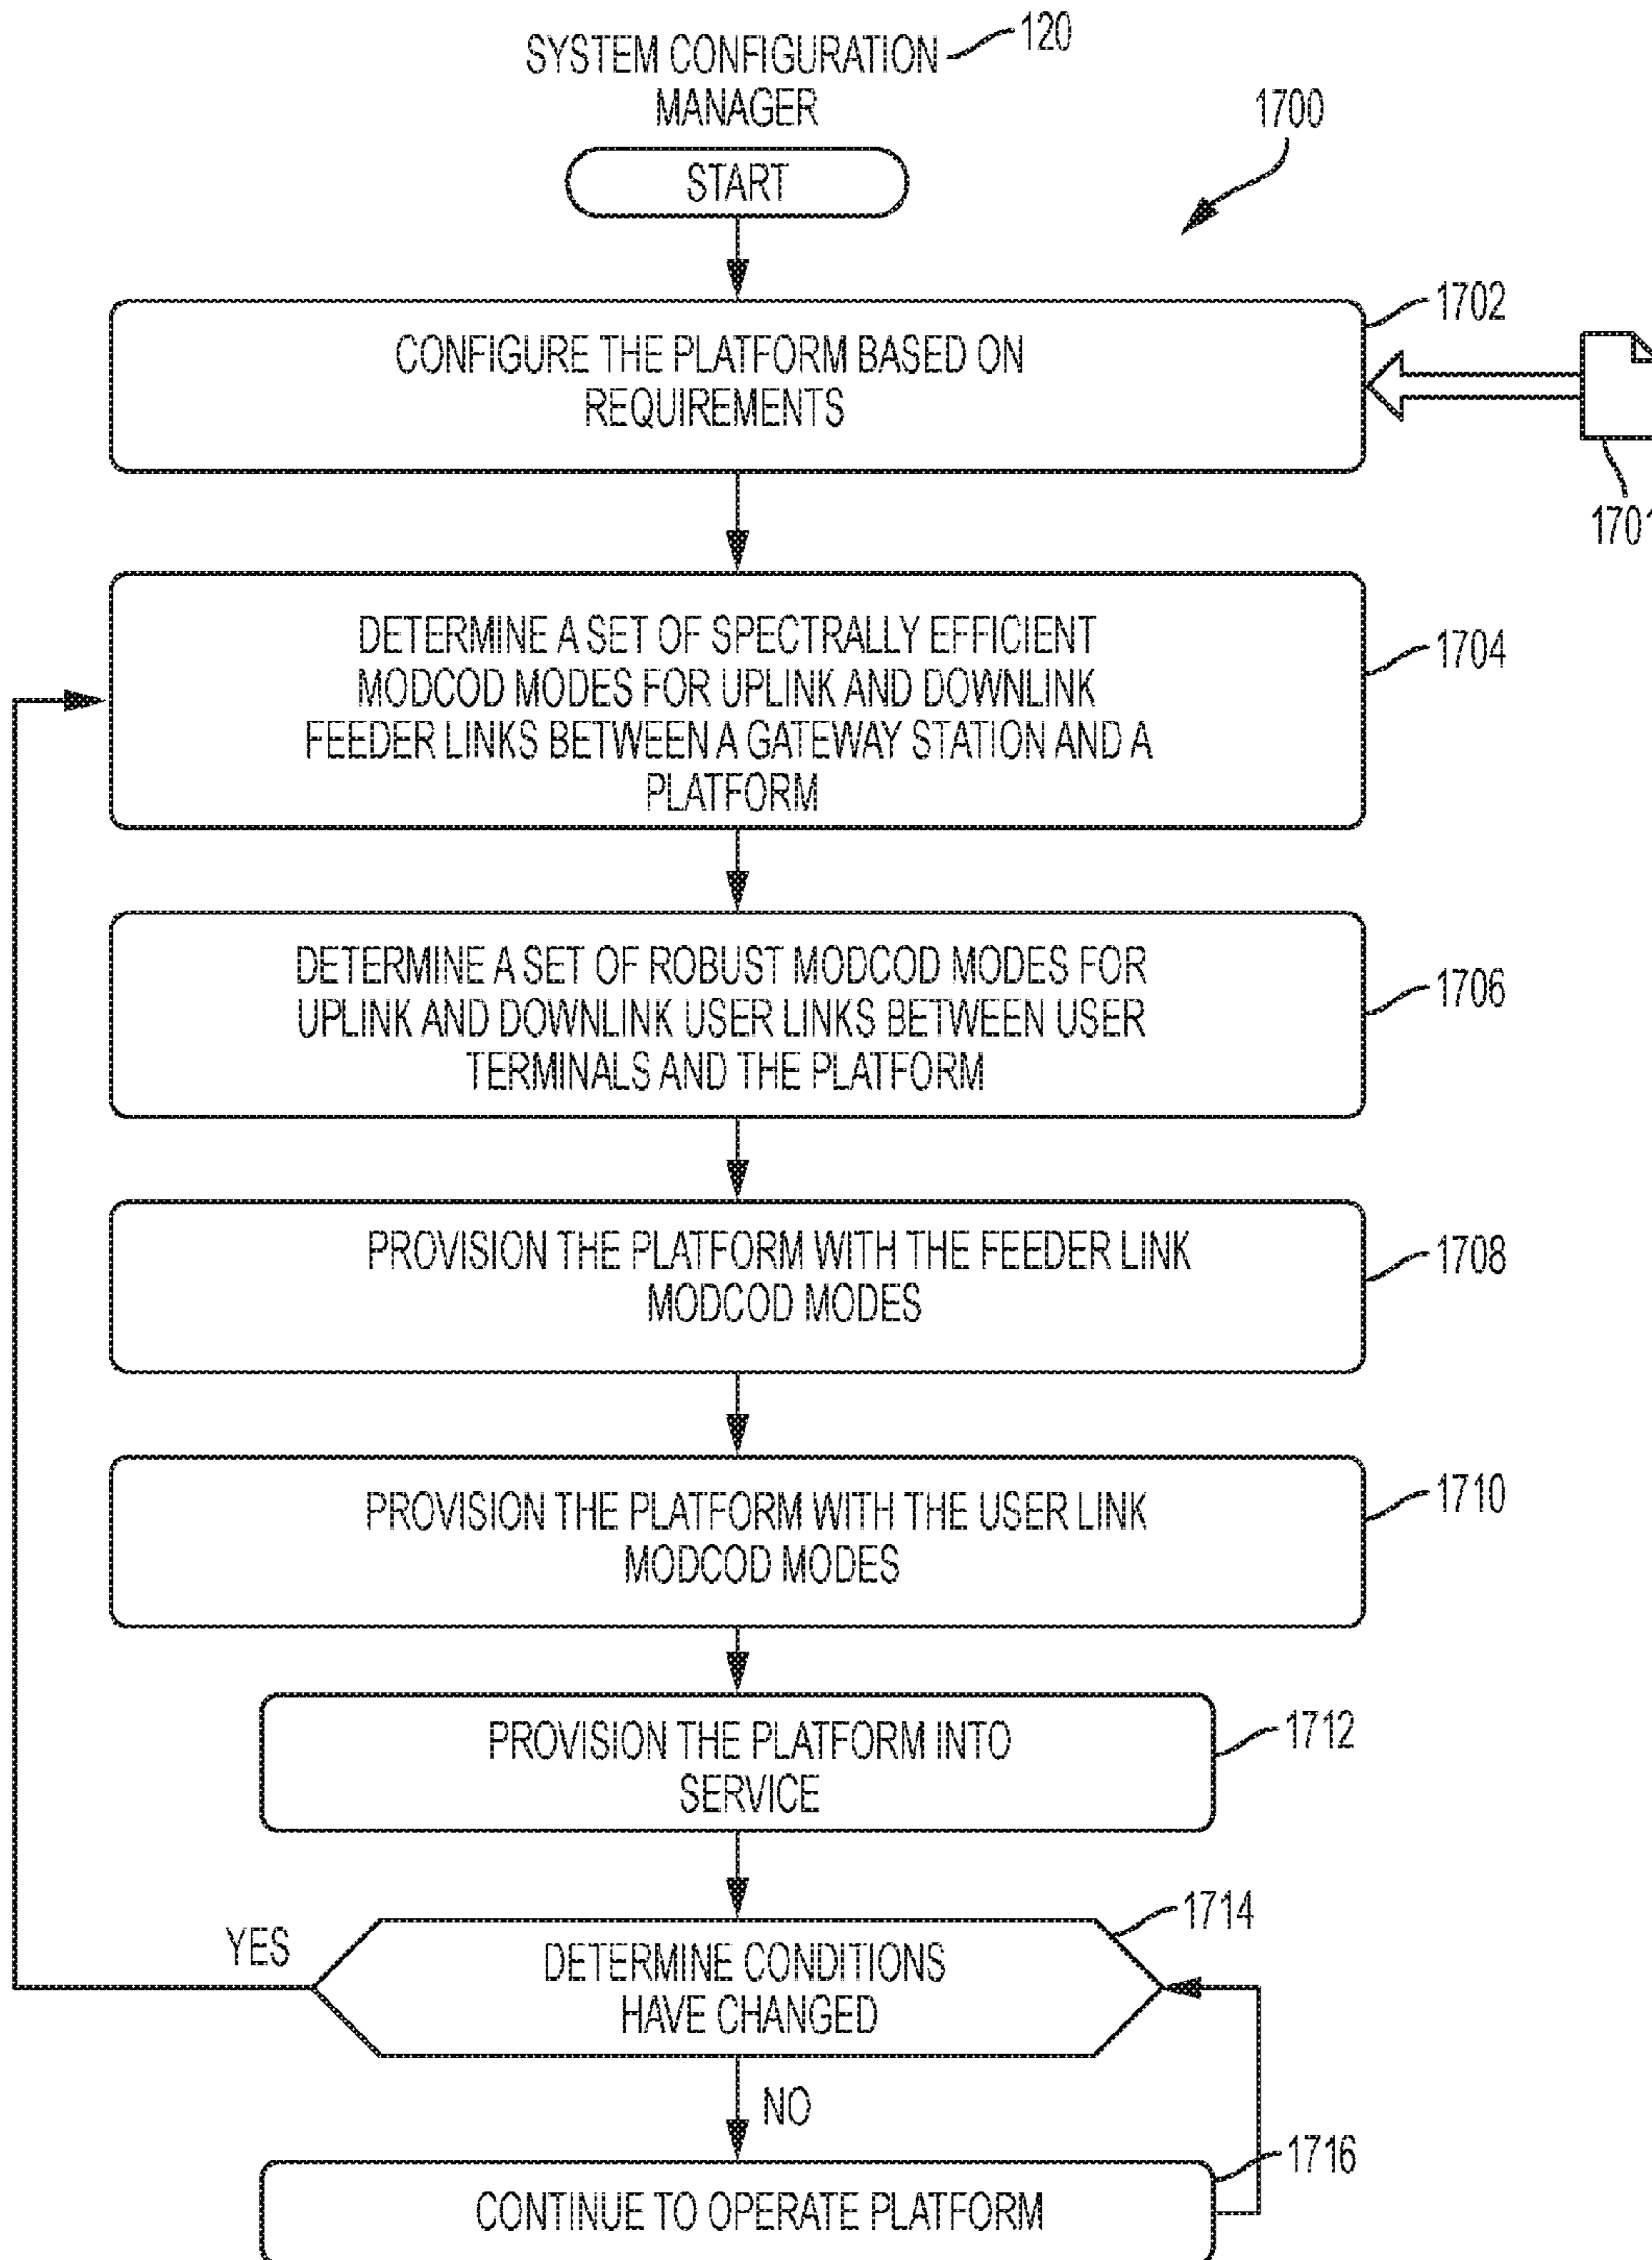 SYSTEM CONFIGURATION
MANAGER
120
START
1700
CONFIGURE THE PLATFORM BASED ON
REQUIREMENTS
1702
1701
DETERMINE A SET OF SPECTRALLY EFFICIENT
MODCOD MODES FOR UPLINK AND DOWNLINK
FEEDER LINKS BETWEEN A GATEWAY STATION AND A
PLATFORM
1704
DETERMINE A SET OF ROBUST MODCOD MODES FOR
UPLINK AND DOWNLINK USER LINKS BETWEEN USER
TERMINALS AND THE PLATFORM
1706
PROVISION THE PLATFORM WITH THE FEEDER LINK
MODCOD MODES
1708
PROVISION THE PLATFORM WITH THE USER LINK
MODCOD MODES
1710
PROVISION THE PLATFORM INTO
SERVICE
1712
YES
DETERMINE CONDITIONS
HAVE CHANGED
1714
NO
CONTINUE TO OPERATE PLATFORM
1716